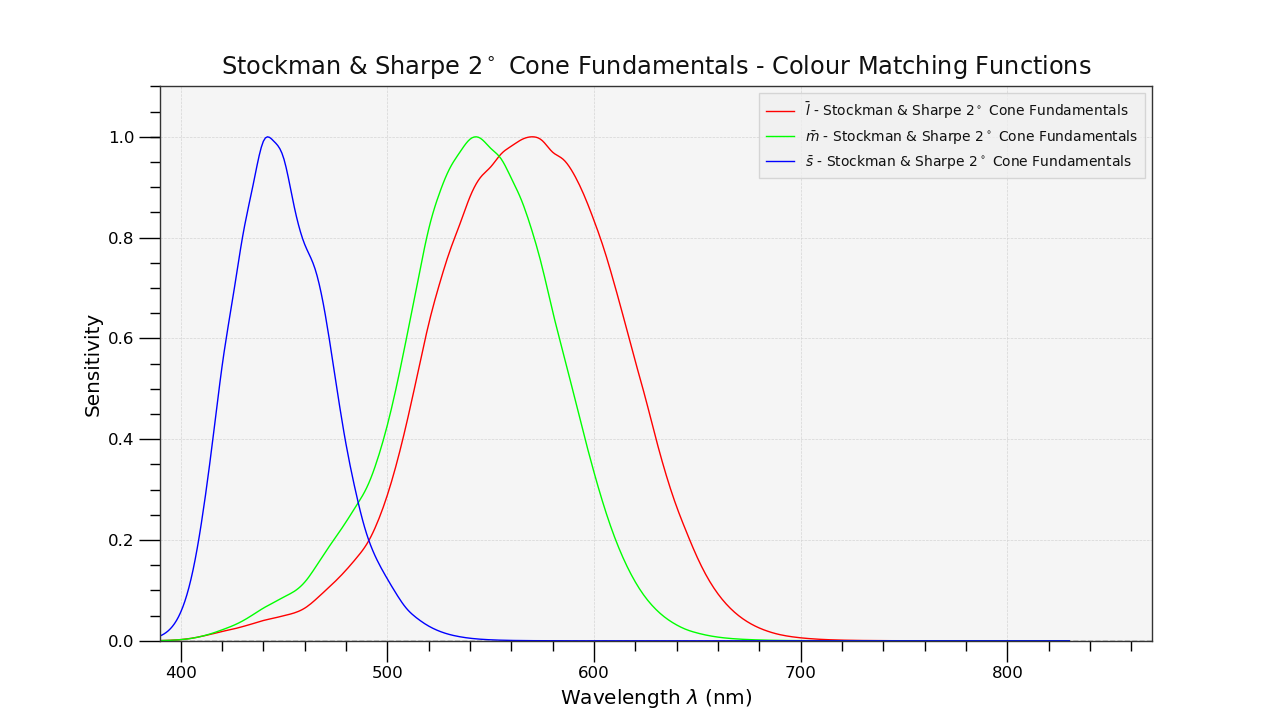 Stockman & Sharpe 2° Cone Fundamentals - Colour Matching Functions
l̄ - Stockman & Sharpe 2° Cone Fundamentals
m̄ - Stockman & Sharpe 2° Cone Fundamentals
s̄ - Stockman & Sharpe 2° Cone Fundamentals
Sensitivity
1.0
0.8
0.6
0.4
0.2
0.0
400 500 600 700 800
Wavelength λ (nm)